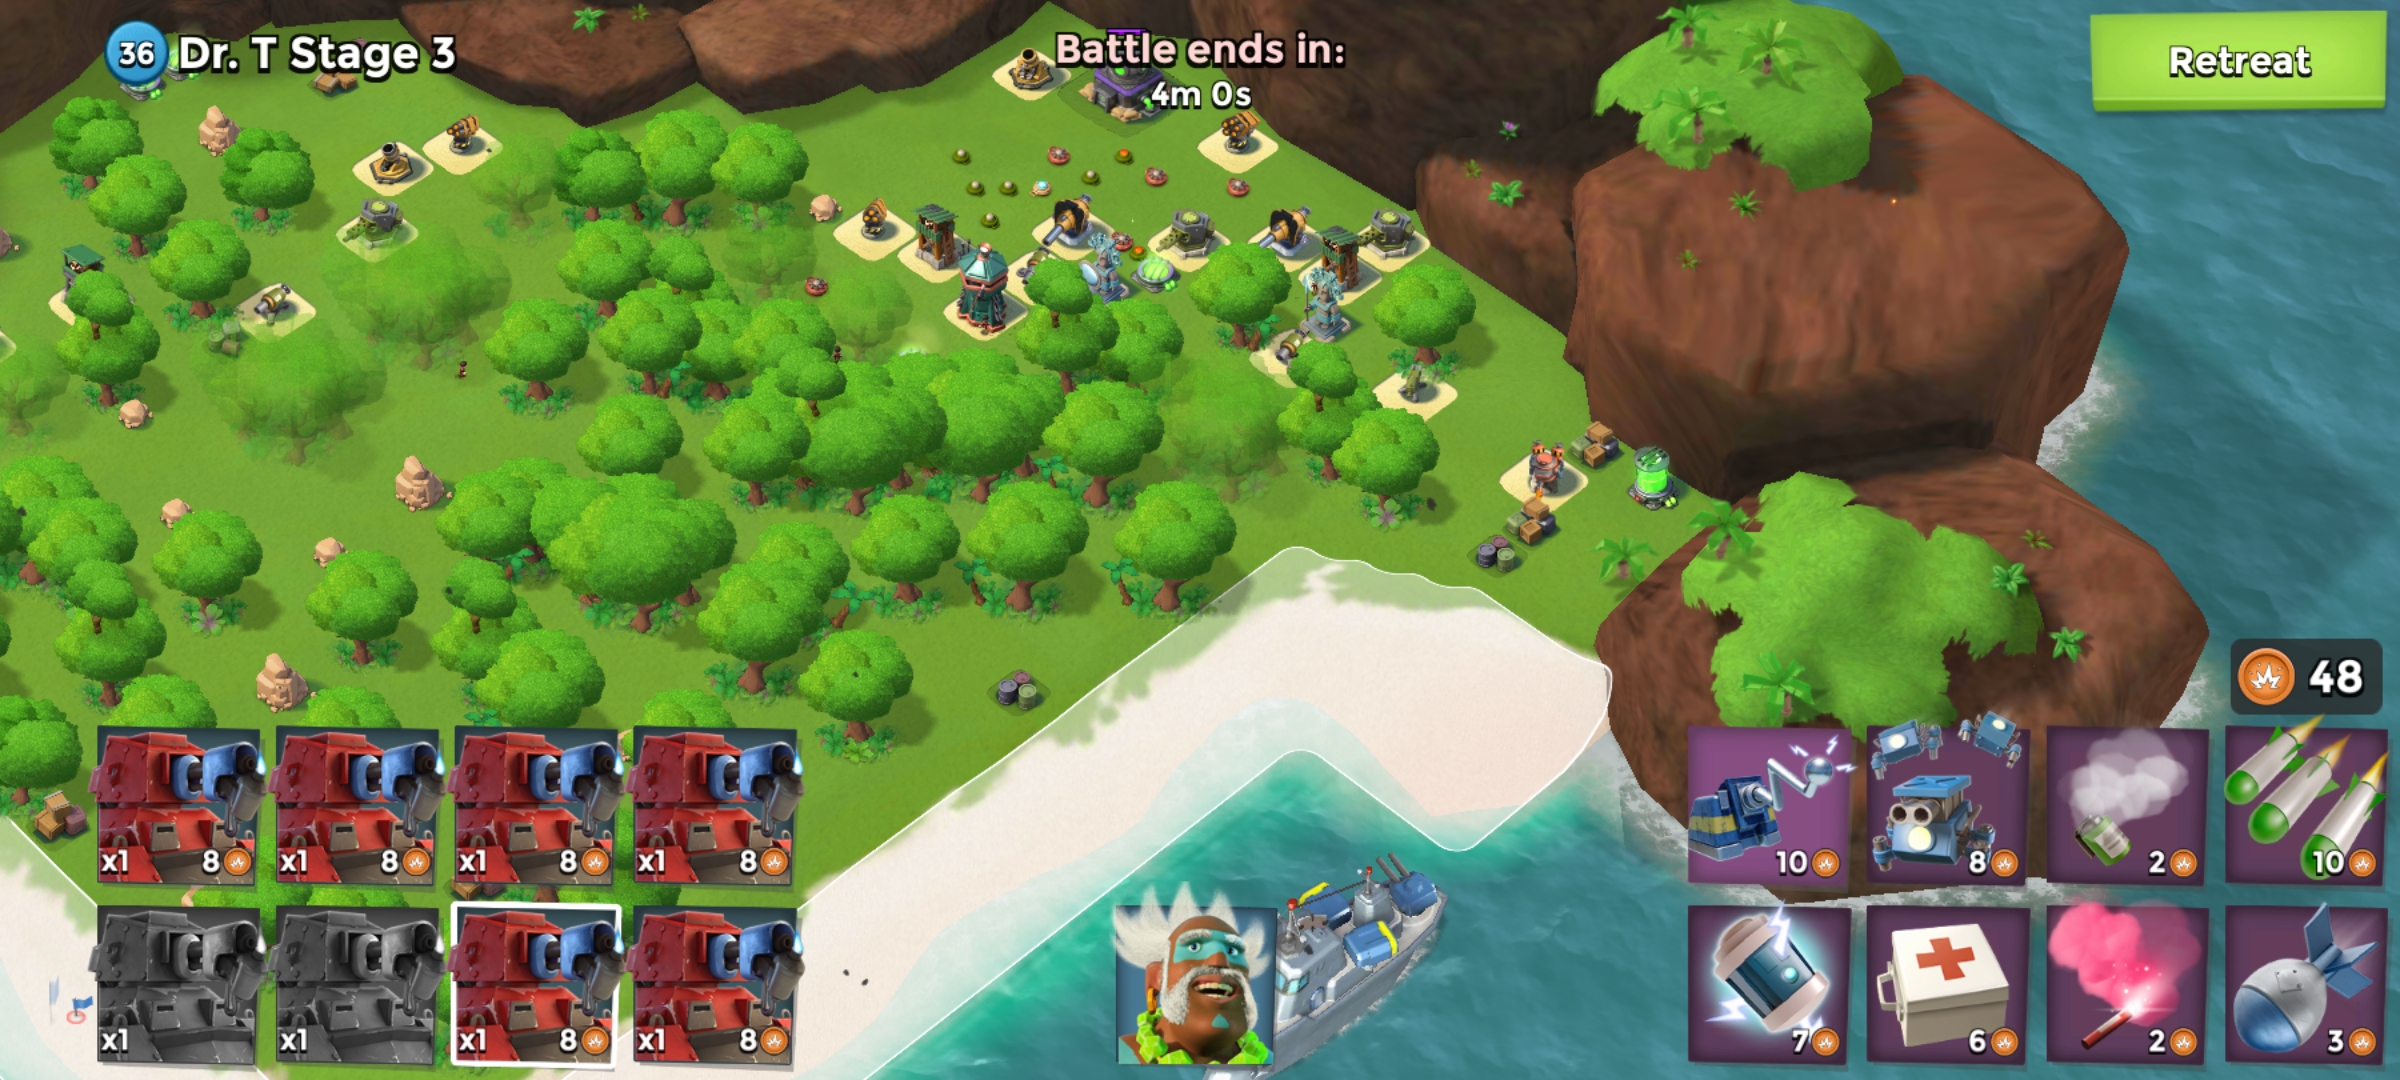 36 Dr. T Stage 3
Battle ends in:
4m 0s
Retreat
48
x1 8
x1 8
x1 8
x1 8
10
8
2
10
x1
x1
x1 8
x1 8
7
6
2
3